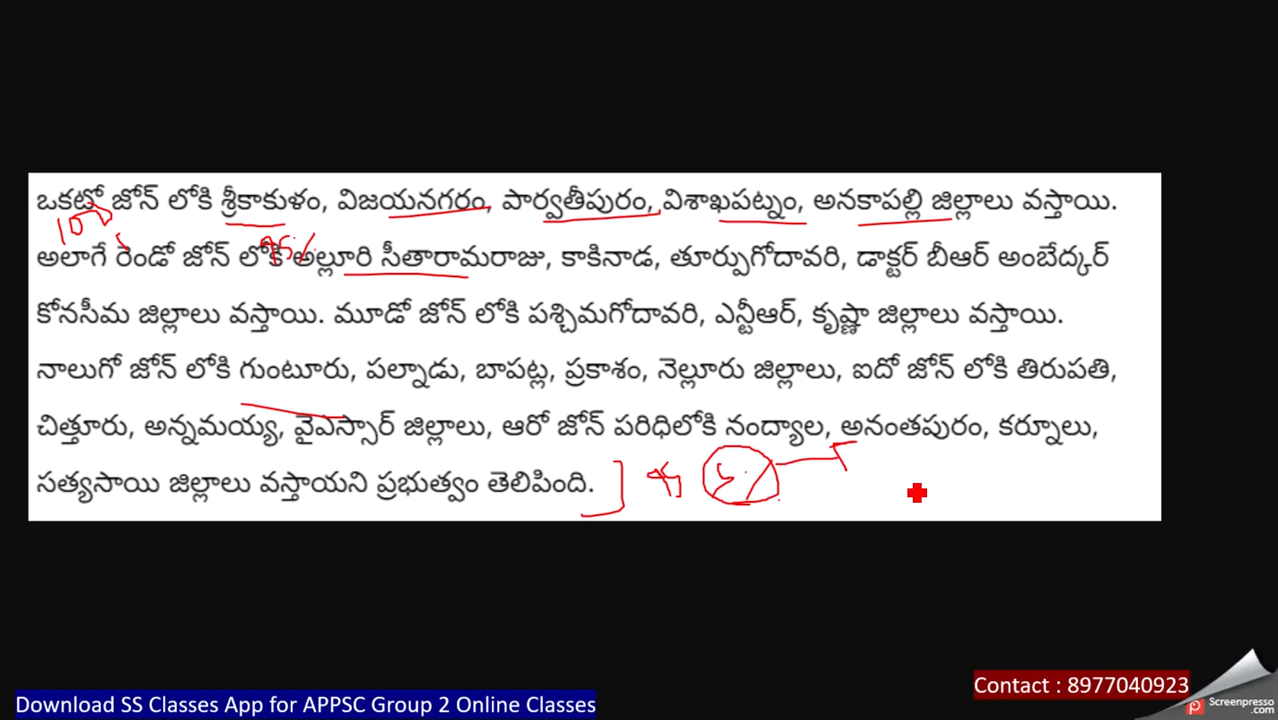 ఒకటో జోన్ లోకి శ్రీకాకుళం, విజయనగరం, పార్వతీపురం, విశాఖపట్నం, అనకాపల్లి జిల్లాలు వస్తాయి.
అలాగే రెండో జోన్ లోకి అల్లూరి సీతారామరాజు, కాకినాడ, తూర్పుగోదావరి, డాక్టర్ బీఆర్ అంబేద్కర్
కోనసీమ జిల్లాలు వస్తాయి. మూడో జోన్ లోకి పశ్చిమగోదావరి, ఎన్టీఆర్, కృష్ణా జిల్లాలు వస్తాయి.
నాలుగో జోన్ లోకి గుంటూరు, పల్నాడు, బాపట్ల, ప్రకాశం, నెల్లూరు జిల్లాలు, ఐదో జోన్ లోకి తిరుపతి,
చిత్తూరు, అన్నమయ్య, వైఎస్సార్ జిల్లాలు, ఆరో జోన్ పరిధిలోకి నంద్యాల, అనంతపురం, కర్నూలు,
సత్యసాయి జిల్లాలు వస్తాయని ప్రభుత్వం తెలిపింది.
Contact : 8977040923
Download SS Classes App for APPSC Group 2 Online Classes
Screenpresso
.com